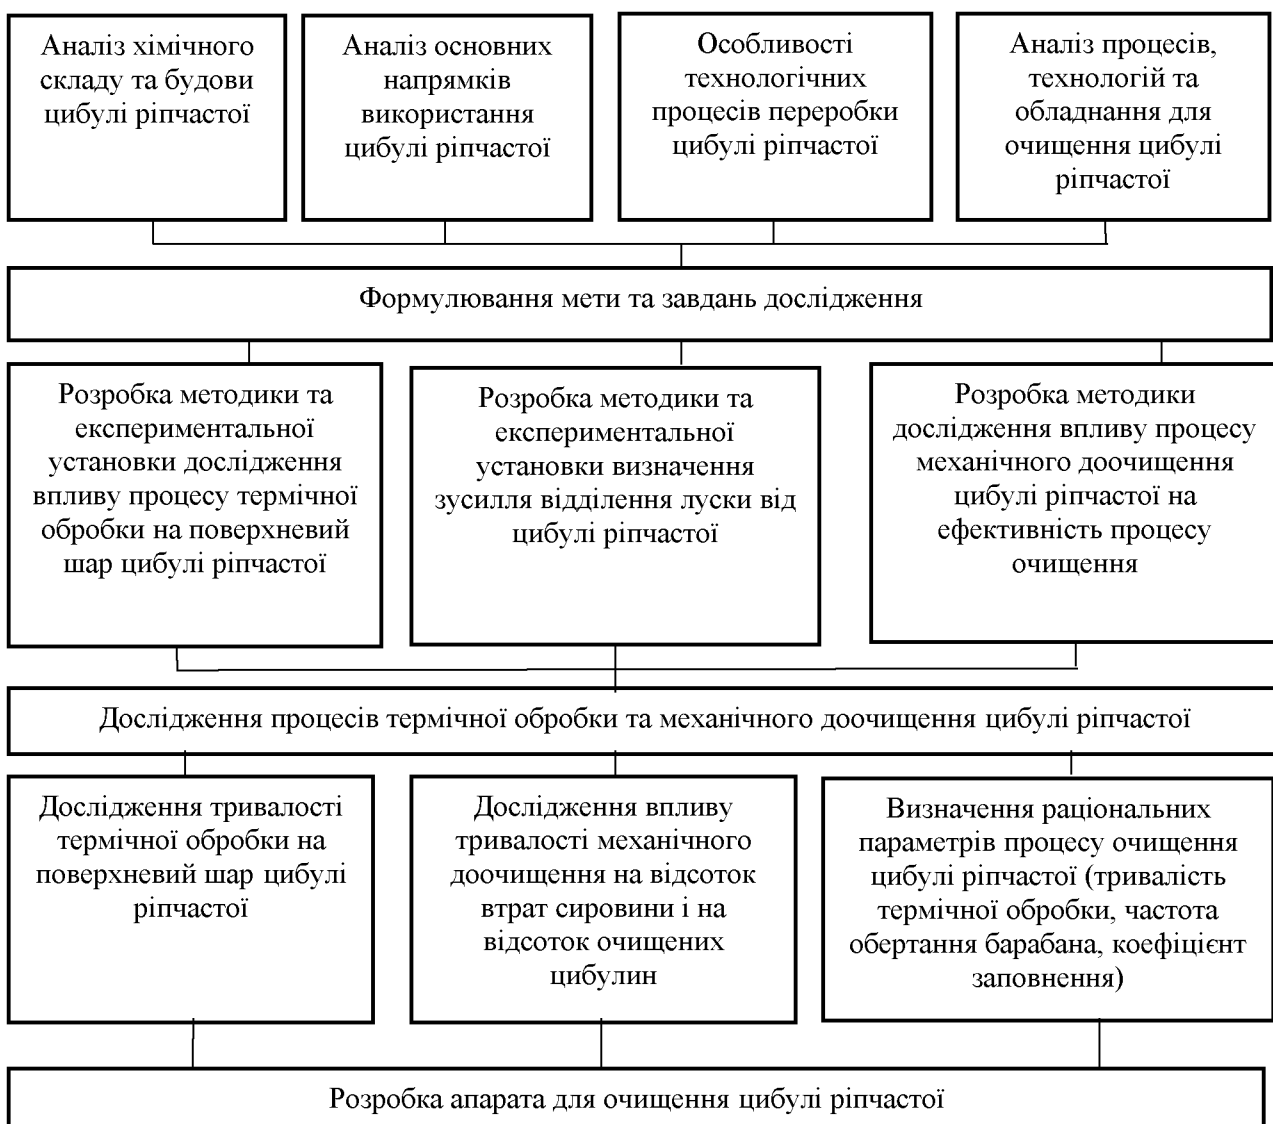 Аналіз хімічного
складу та будови
цибулі ріпчастої
Аналіз основних
напрямків
використання
цибулі ріпчастої
Особливості
технологічних
процесів переробки
цибулі ріпчастої
Аналіз процесів,
технологій та
обладнання для
очищення цибулі
ріпчастої
Формулювання мети та завдань дослідження
Розробка методики та
експериментальної
установки дослідження
впливу процесу термічної
обробки на поверхневий
шар цибулі ріпчастої
Розробка методики та
експериментальної
установки визначення
зусилля відділення луски від
цибулі ріпчастої
Розробка методики
дослідження впливу процесу
механічного доочищення
цибулі ріпчастої на
ефективність процесу
очищення
Дослідження процесів термічної обробки та механічного доочищення цибулі ріпчастої
Дослідження тривалості
термічної обробки на
поверхневий шар цибулі
ріпчастої
Дослідження впливу
тривалості механічного
доочищення на відсоток
втрат сировини і на
відсоток очищених
цибулин
Визначення раціональних
параметрів процесу очищення
цибулі ріпчастої (тривалість
термічної обробки, частота
обертання барабана, коефіцієнт
заповнення)
Розробка апарата для очищення цибулі ріпчастої